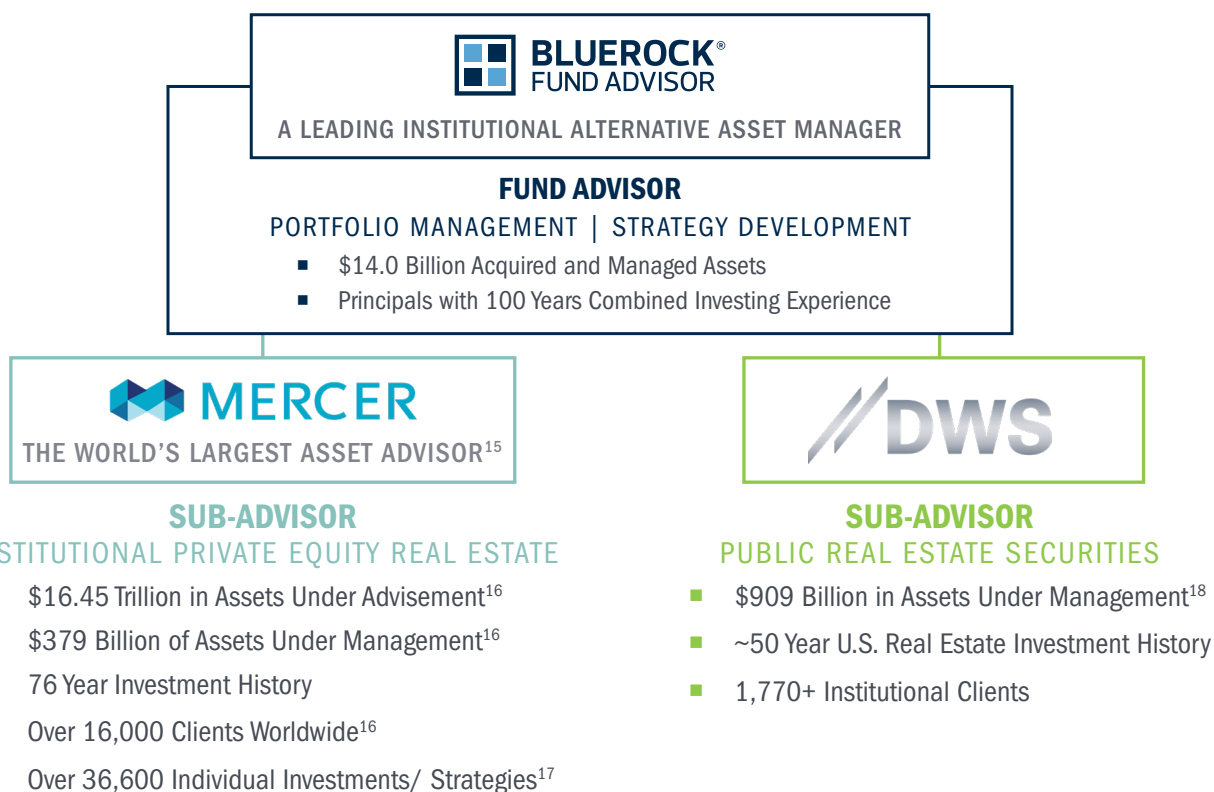 BLUEROCK®
FUND ADVISOR
A LEADING INSTITUTIONAL ALTERNATIVE ASSET MANAGER
FUND ADVISOR
PORTFOLIO MANAGEMENT | STRATEGY DEVELOPMENT
■ $14.0 Billion Acquired and Managed Assets
■ Principals with 100 Years Combined Investing Experience
MERCER
THE WORLD'S LARGEST ASSET ADVISOR15
SUB-ADVISOR
STITUTIONAL PRIVATE EQUITY REAL ESTATE
$16.45 Trillion in Assets Under Advisement16
$379 Billion of Assets Under Management16
76 Year Investment History
Over 16,000 Clients Worldwide16
Over 36,600 Individual Investments/ Strategies17
DWS
SUB-ADVISOR
PUBLIC REAL ESTATE SECURITIES
■ $909 Billion in Assets Under Management18
■ ~50 Year U.S. Real Estate Investment History
■ 1,770+ Institutional Clients